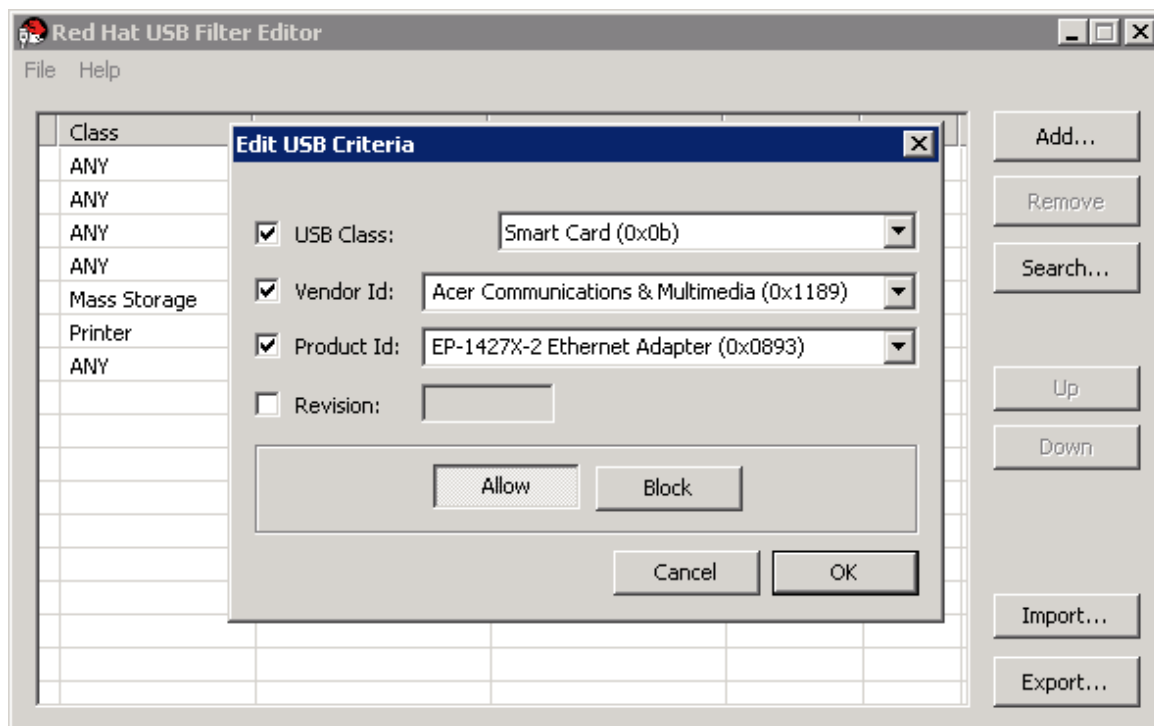 Red Hat USB Filter Editor
File Help
Class
ANY
ANY
ANY
ANY
Mass Storage
Printer
ANY
Edit USB Criteria
USB Class: Smart Card (0x0b)
Vendor Id: Acer Communications & Multimedia (0x1189)
Product Id: EP-1427X-2 Ethernet Adapter (0x0893)
Revision:
Allow Block
Cancel OK
Add...
Remove
Search...
Up
Down
Import...
Export...